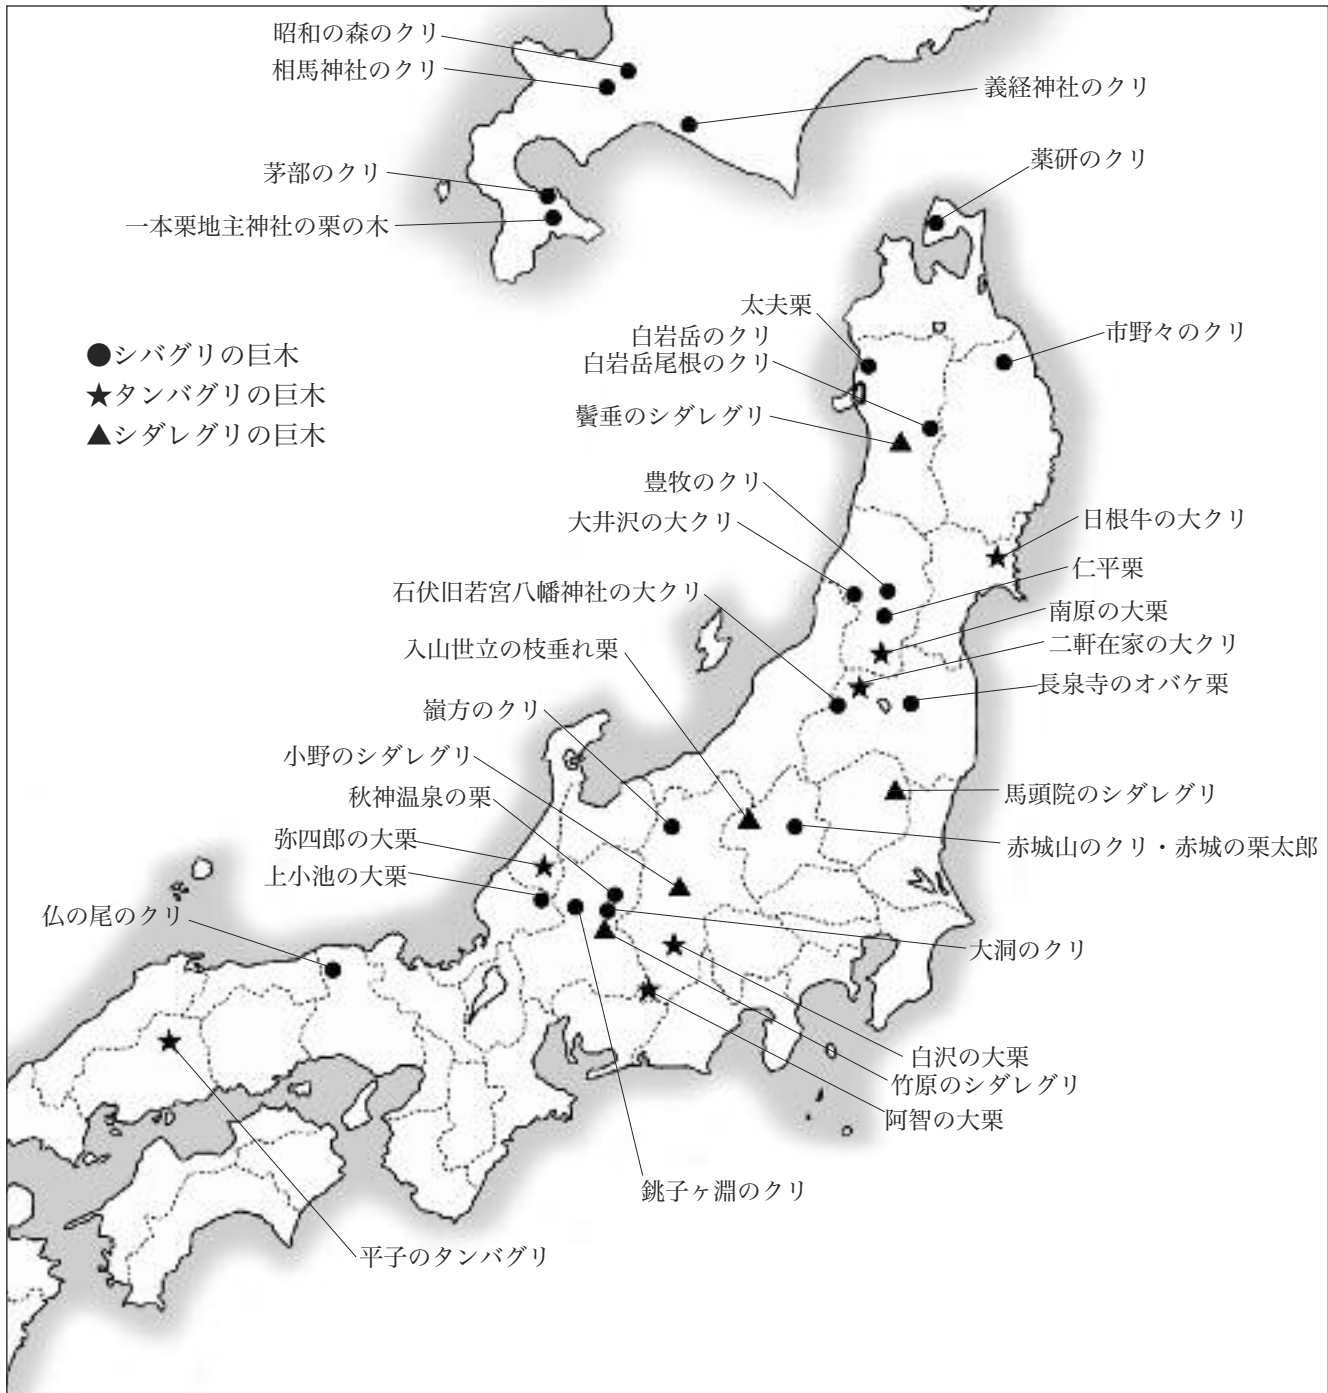 昭和の森のクリ
相馬神社のクリ
義経神社のクリ
薬研のクリ
茅部のクリ
一本栗地主神社の栗の木
太夫栗
白岩岳のクリ
市野々のクリ
白岩岳尾根のクリ
●シバグリの巨木
★タンバグリの巨木
▲シダレグリの巨木
鬢垂のシダレグリ
豊牧のクリ
大井沢の大クリ
日根牛の大クリ
仁平栗
石伏旧若宮八幡神社の大クリ
南原の大栗
入山世立の枝垂れ栗
二軒在家の大クリ
長泉寺のオバケ栗
嶺方のクリ
小野のシダレグリ
秋神温泉の栗
馬頭院のシダレグリ
弥四郎の大栗
赤城山のクリ・赤城の栗太郎
上小池の大栗
仏の尾のクリ
大洞のクリ
白沢の大栗
竹原のシダレグリ
阿智の大栗
銚子ヶ淵のクリ
平子のタンバグリ